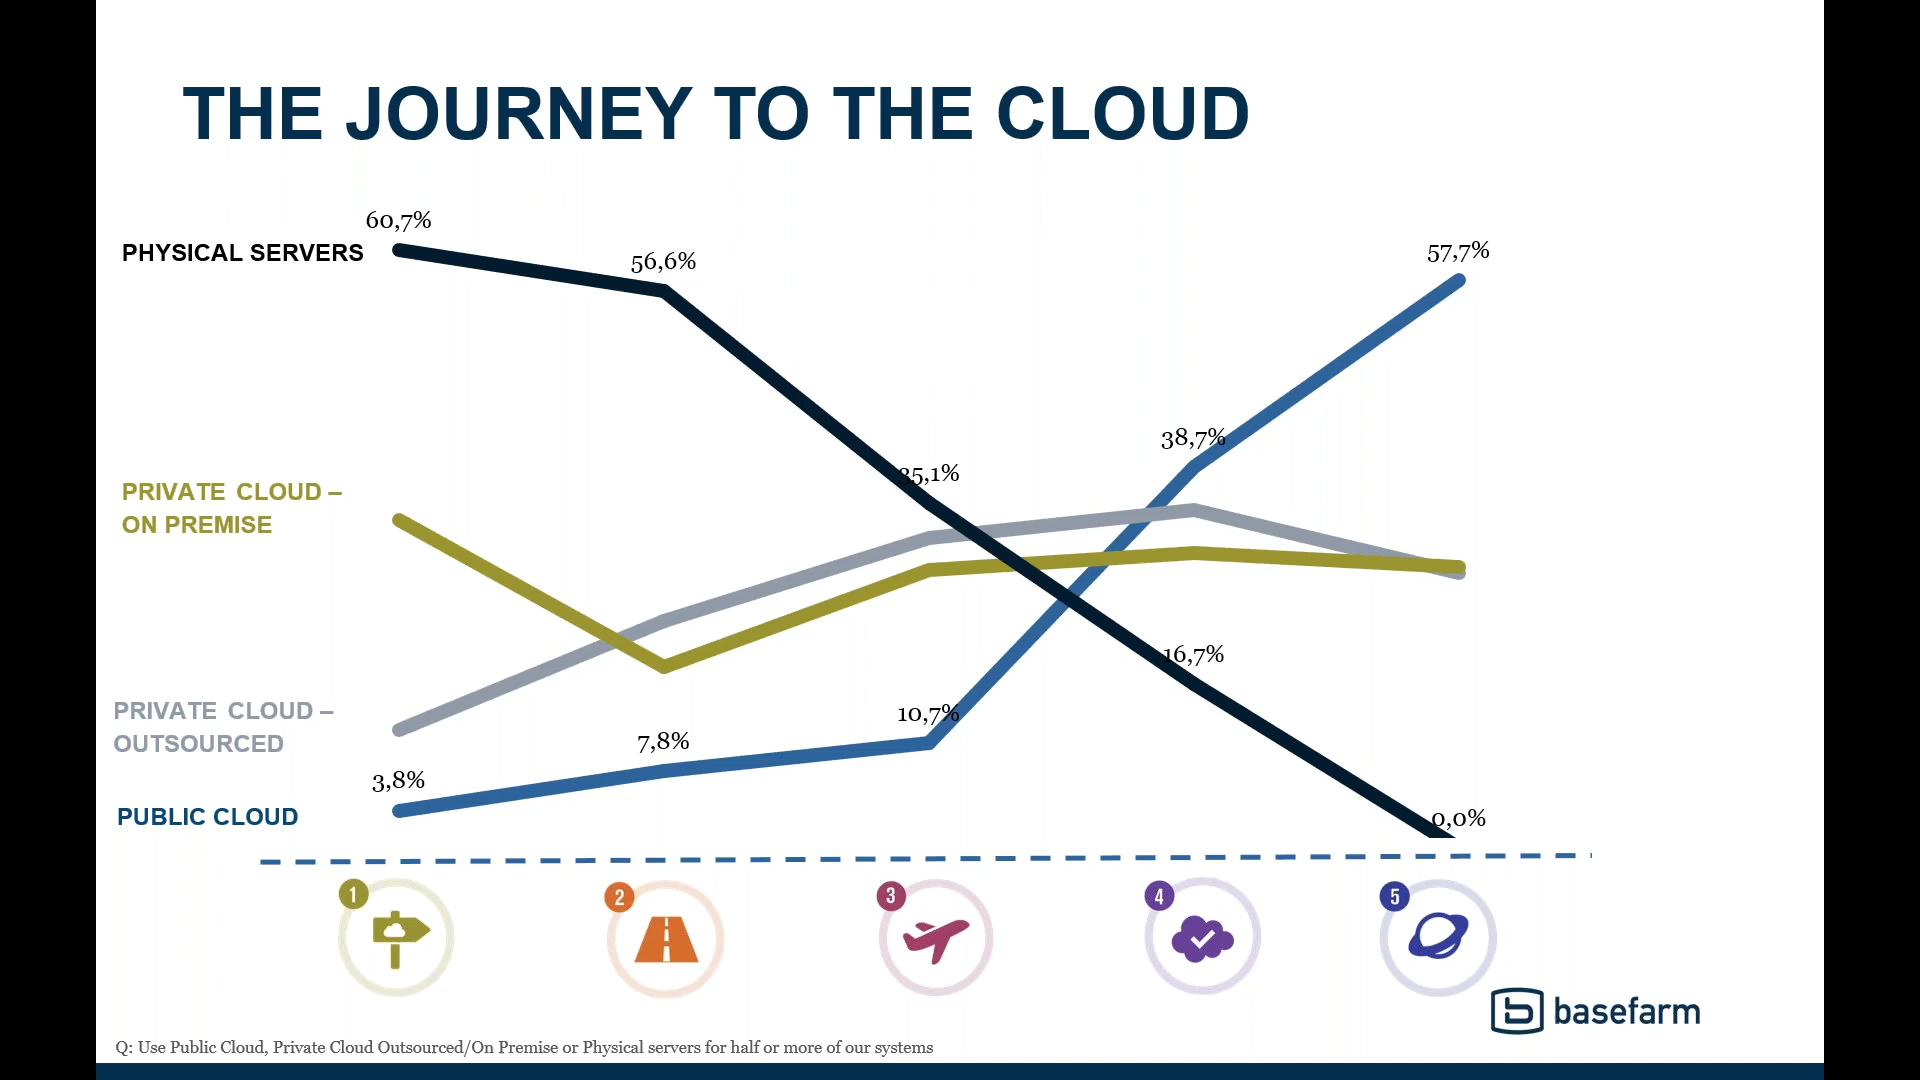 THE JOURNEY TO THE CLOUD
60,7%
PHYSICAL SERVERS
56,6%
57,7%
38,7%
35,1%
PRIVATE CLOUD –
ON PREMISE
16,7%
PRIVATE CLOUD –
OUTSOURCED
10,7%
7,8%
3,8%
PUBLIC CLOUD
0,0%
1
2
3
4
5
basefarm
Q: Use Public Cloud, Private Cloud Outsourced/On Premise or Physical servers for half or more of our systems